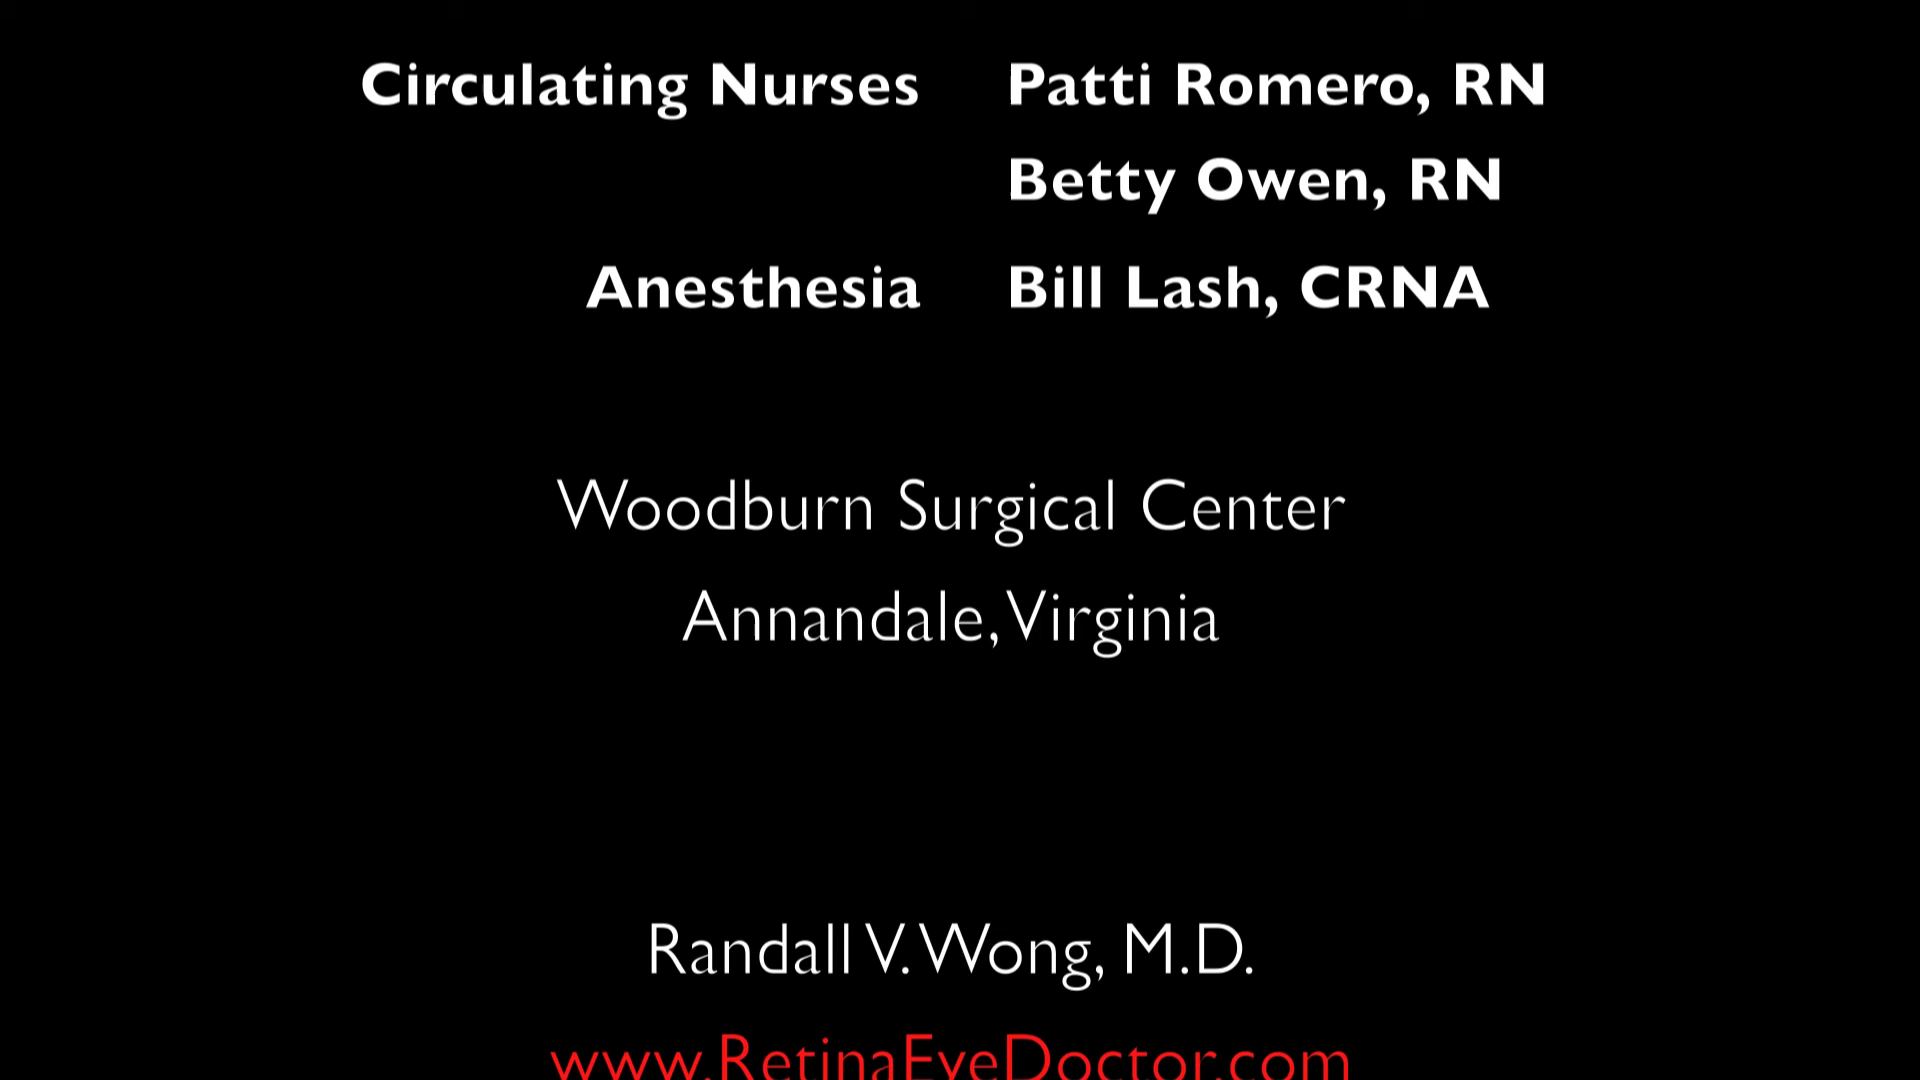 Circulating Nurses Patti Romero, RN
Betty Owen, RN
Anesthesia Bill Lash, CRNA
Woodburn Surgical Center
Annandale, Virginia
Randall V. Wong, M.D.
www.RetinaEyeDoctor.com